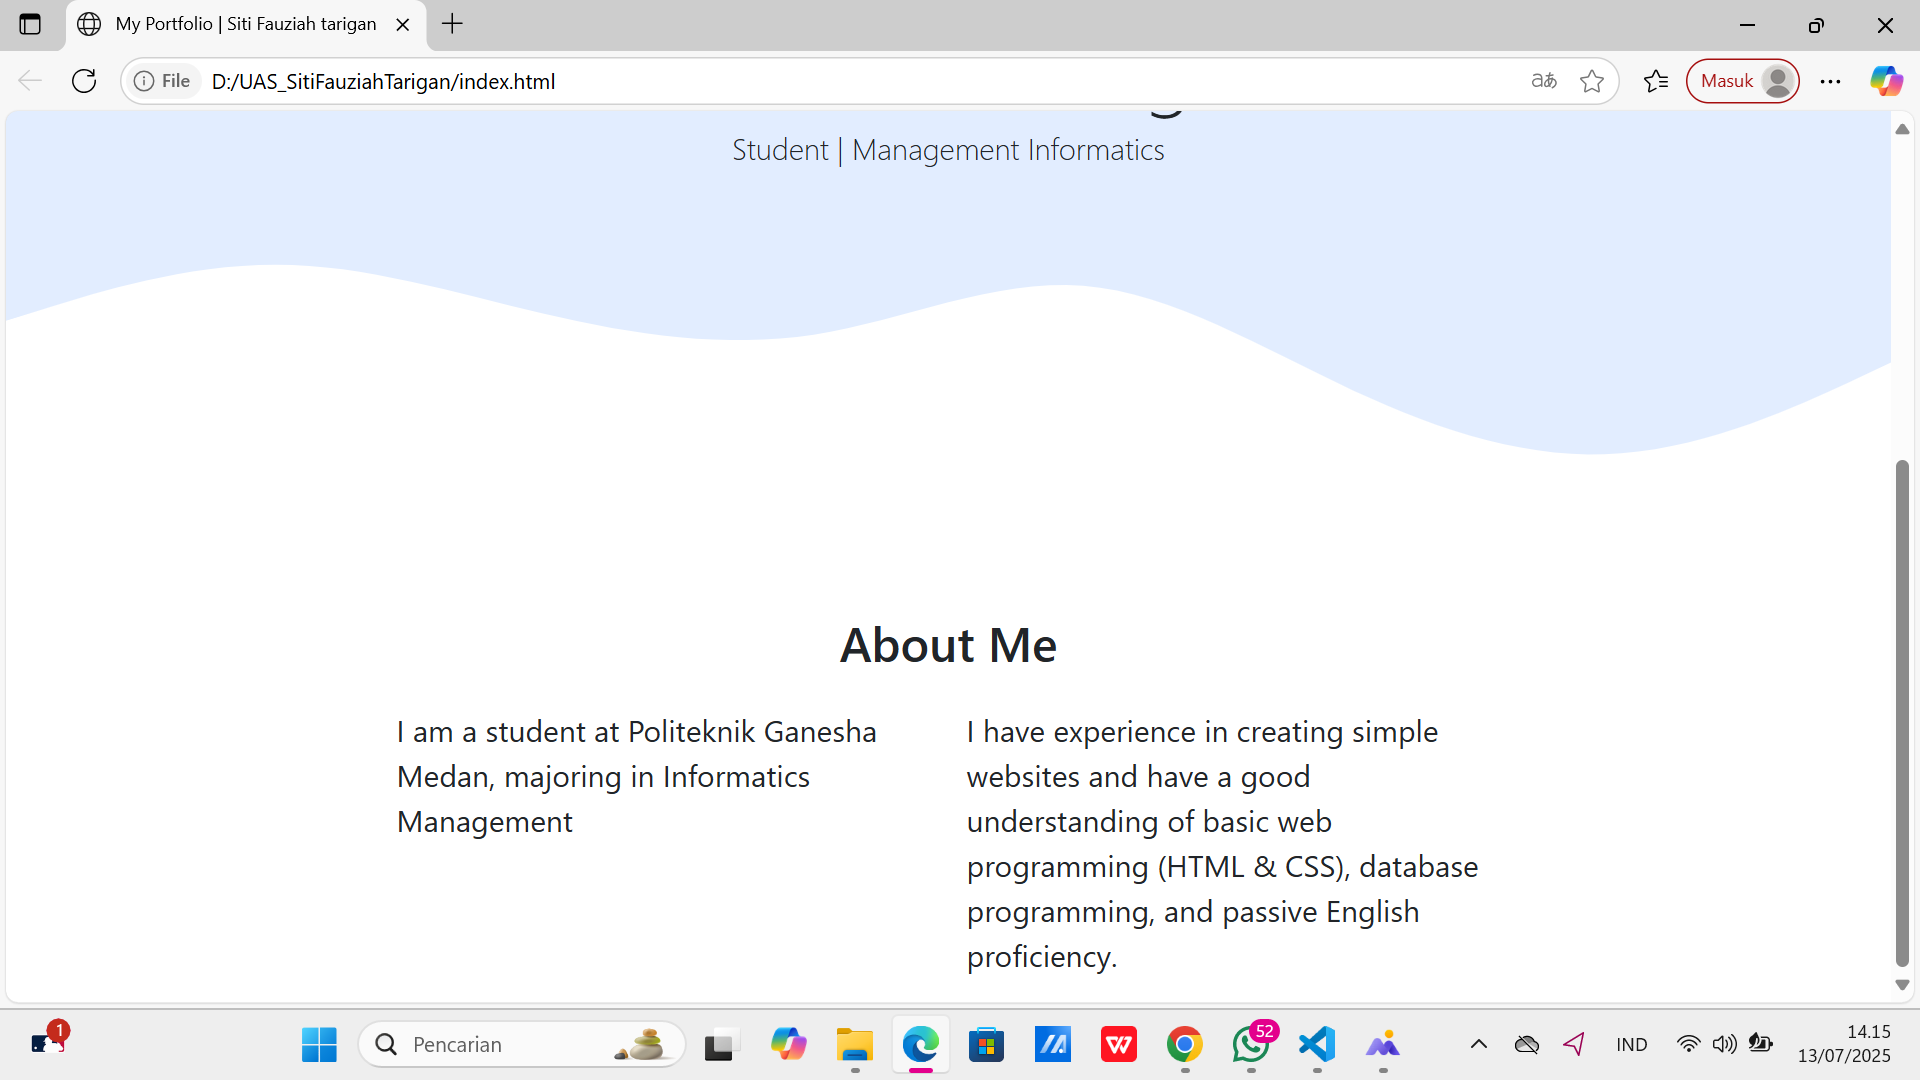 My Portfolio | Siti Fauziah tarigan
File D:/UAS_SitiFauziahTarigan/index.html aあ Masuk
Student | Management Informatics
About Me
I am a student at Politeknik Ganesha
Medan, majoring in Informatics
Management
I have experience in creating simple
websites and have a good
understanding of basic web
programming (HTML & CSS), database
programming, and passive English
proficiency.
1
Pencarian
52
IND
14.15
13/07/2025